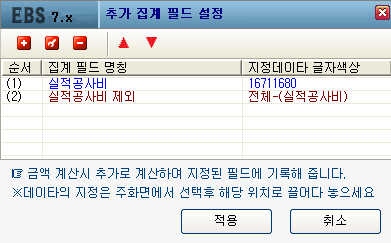 EBS 7.x 추가 집계 필드 설정
순서 집계 필드 명칭 지정데이타 글자색상
(1) 실적공사비 16711680
(2) 실적공사비 제외 전체-(실적공사비)
☞ 금액 계산시 추가로 계산하며 지정된 필드에 기록해 줍니다.
※데이타의 지정은 주화면에서 선택후 해당 위치로 끌어다 놓으세요
적용 취소